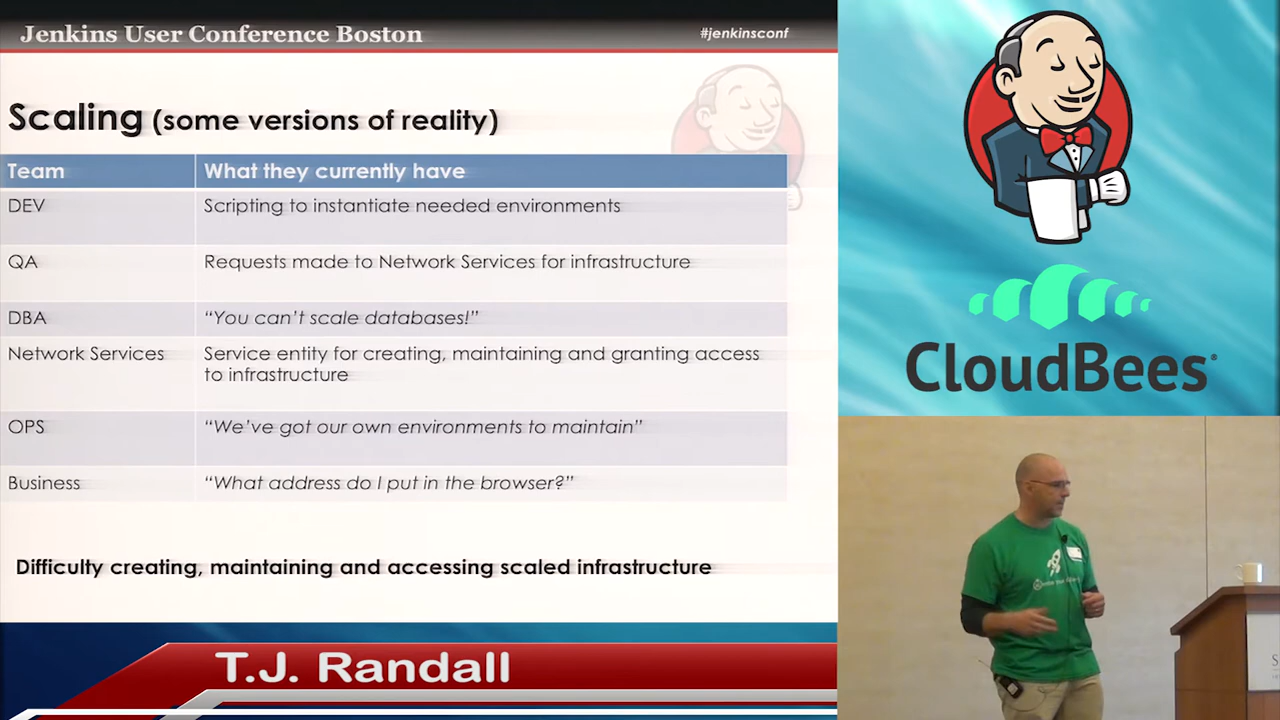 Jenkins User Conference Boston
#jenkinsconf
Scaling (some versions of reality)
Team
What they currently have
DEV
Scripting to instantiate needed environments
QA
Requests made to Network Services for infrastructure
DBA
“You can’t scale databases!”
Network Services
Service entity for creating, maintaining and granting access
to infrastructure
OPS
“We’ve got our own environments to maintain”
Business
“What address do I put in the browser?”
Difficulty creating, maintaining and accessing scaled infrastructure
T.J. Randall
CloudBees®